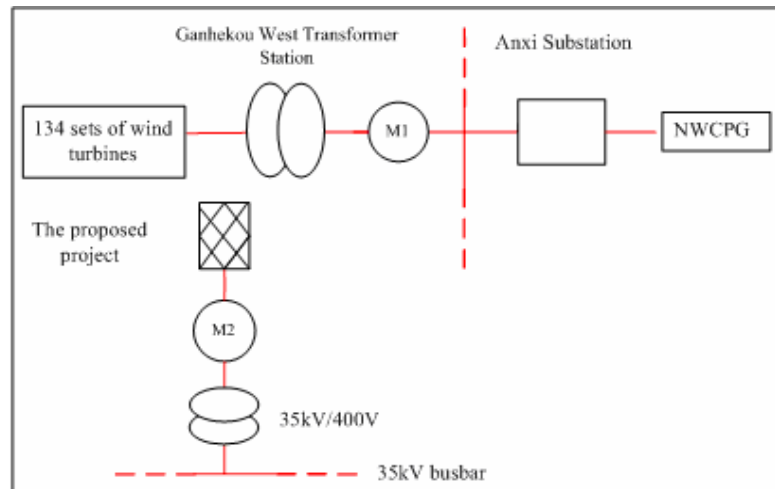 Ganhekou West Transformer
Station
Anxi Substation
134 sets of wind
turbines
M1
NWCPG
The proposed
project
M2
35kV/400V
35kV busbar